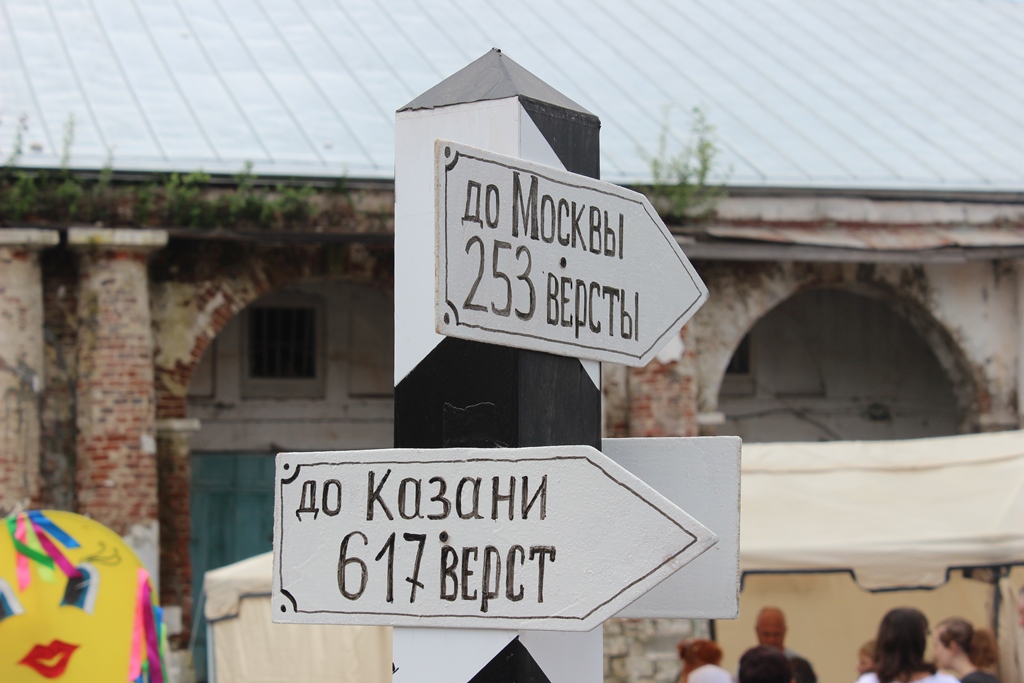 до Москвы
253 версты
до Казани
617 верст